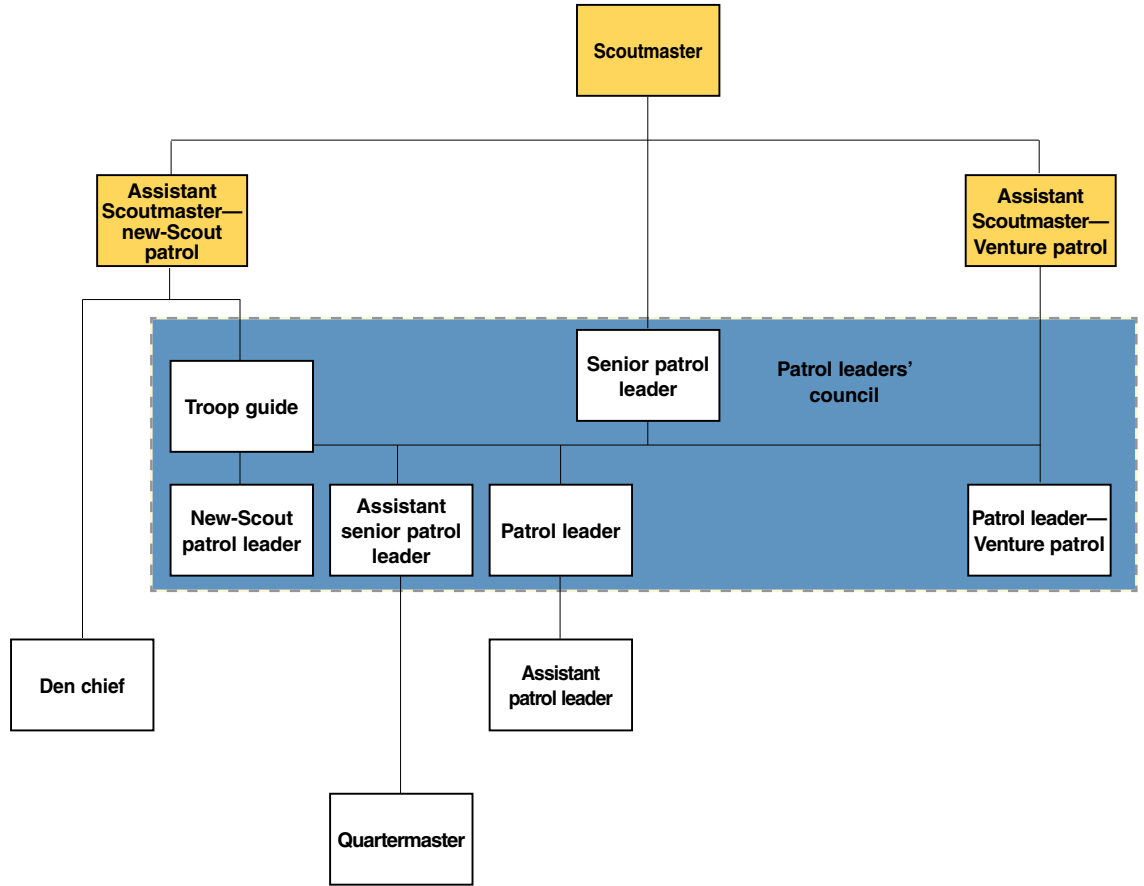 Scoutmaster
Assistant
Scoutmaster—
new-Scout
patrol
Assistant
Scoutmaster—
Venture patrol
Senior patrol
leader
Patrol leaders’
council
Troop guide
New-Scout
patrol leader
Assistant
senior patrol
leader
Patrol leader
Patrol leader—
Venture patrol
Den chief
Assistant
patrol leader
Quartermaster